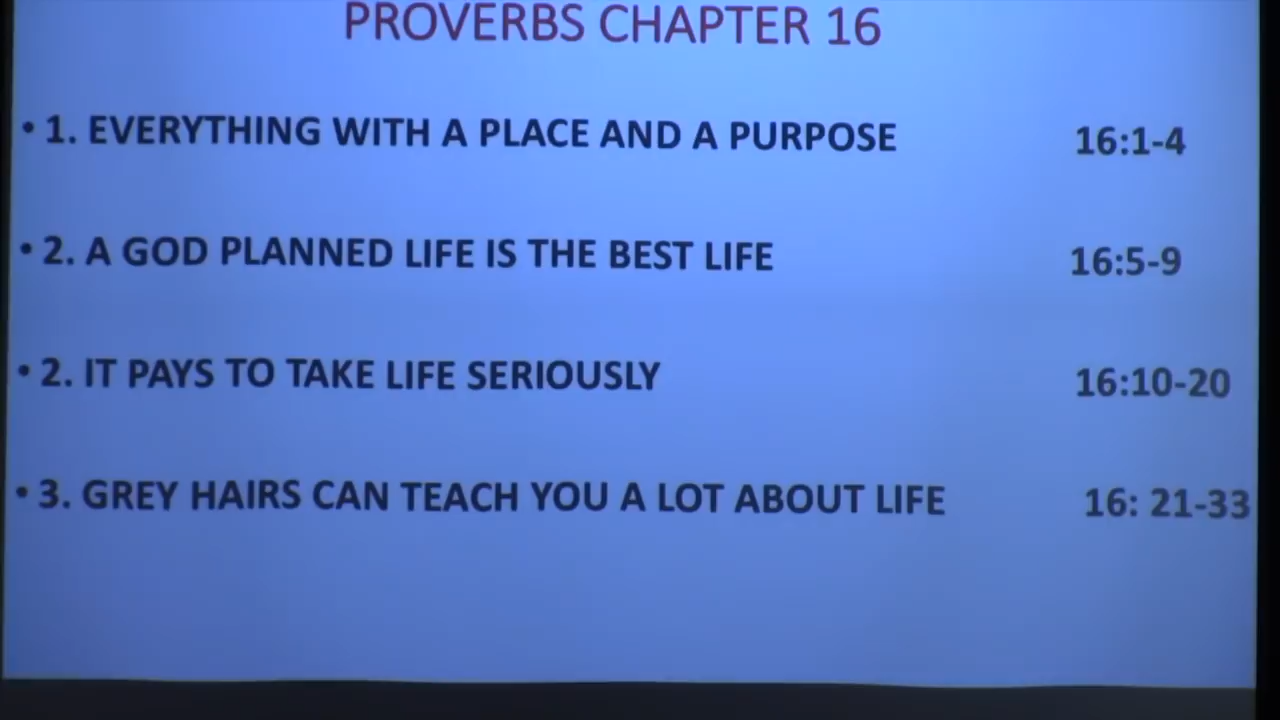 PROVERBS CHAPTER 16
• 1. EVERYTHING WITH A PLACE AND A PURPOSE 16:1-4
• 2. A GOD PLANNED LIFE IS THE BEST LIFE 16:5-9
• 2. IT PAYS TO TAKE LIFE SERIOUSLY 16:10-20
• 3. GREY HAIRS CAN TEACH YOU A LOT ABOUT LIFE 16: 21-33